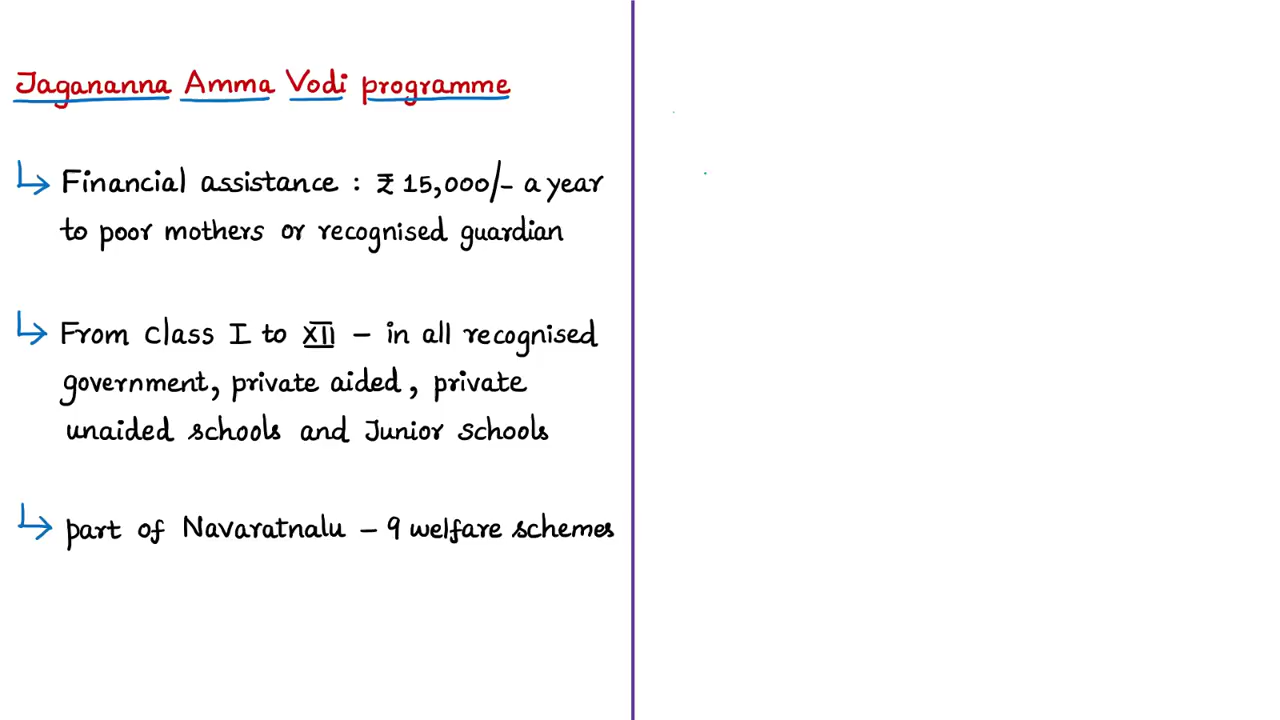 Jagananna Amma Vodi programme
Financial assistance : ₹ 15,000/- a year
to poor mothers or recognised guardian
From class I to XII - in all recognised
government, private aided, private
unaided schools and Junior schools
part of Navaratnalu - 9 welfare schemes